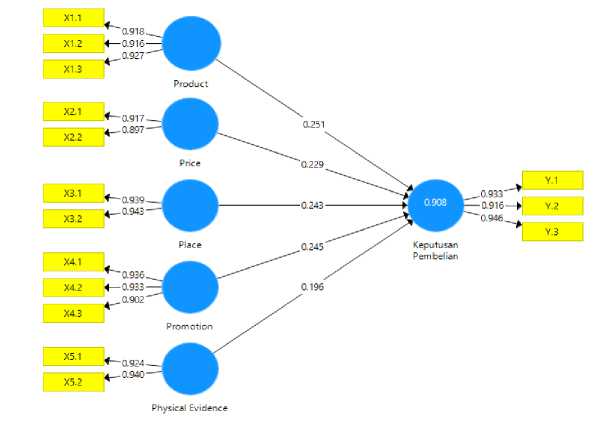 X1.1
0.918
X1.2
0.916
X1.3
0.927
Product
0.251
X2.1
0.917
X2.2
0.897
Price
0.229
X3.1
0.939
X3.2
0.943
Place
0.243
X4.1
0.936
X4.2
0.933
X4.3
0.902
Promotion
0.245
X5.1
0.924
X5.2
0.940
Physical Evidence
0.196
0.908
Keputusan
Pembelian
Y.1
0.933
Y.2
0.916
Y.3
0.946